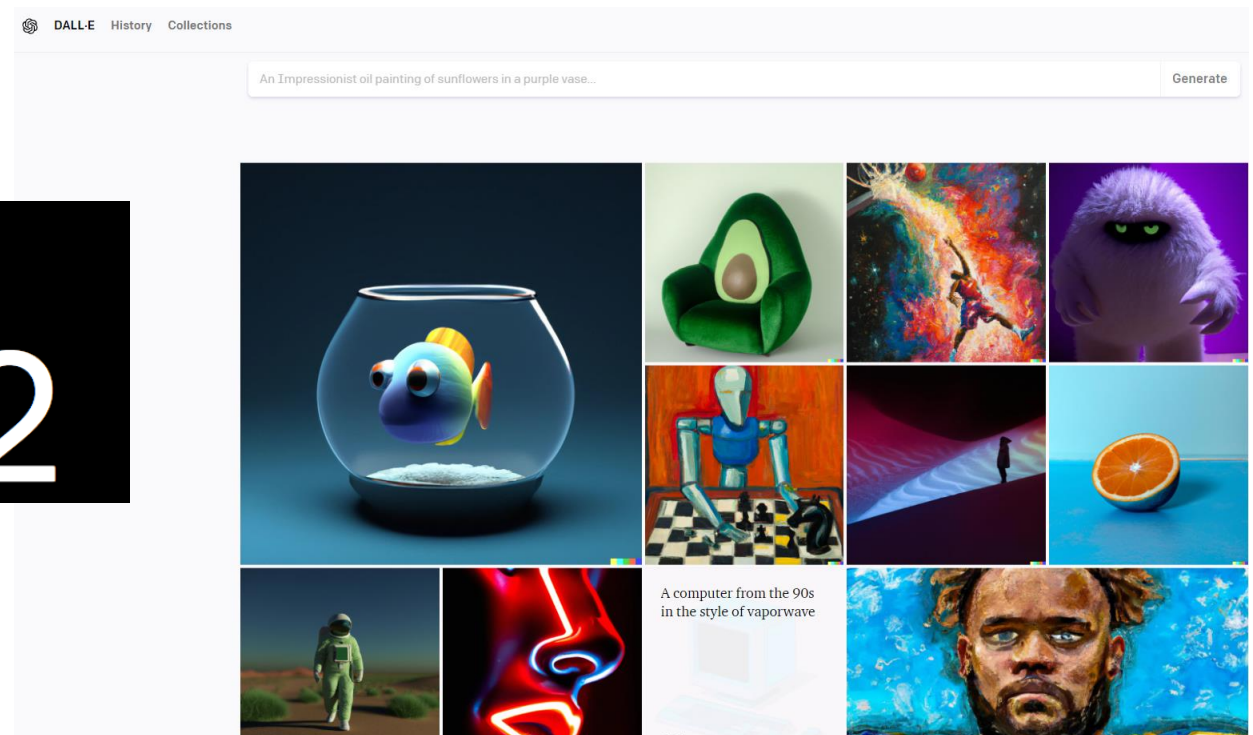 DALL·E History Collections
An Impressionist oil painting of sunflowers in a purple vase... Generate
2
A computer from the 90s
in the style of vaporwave